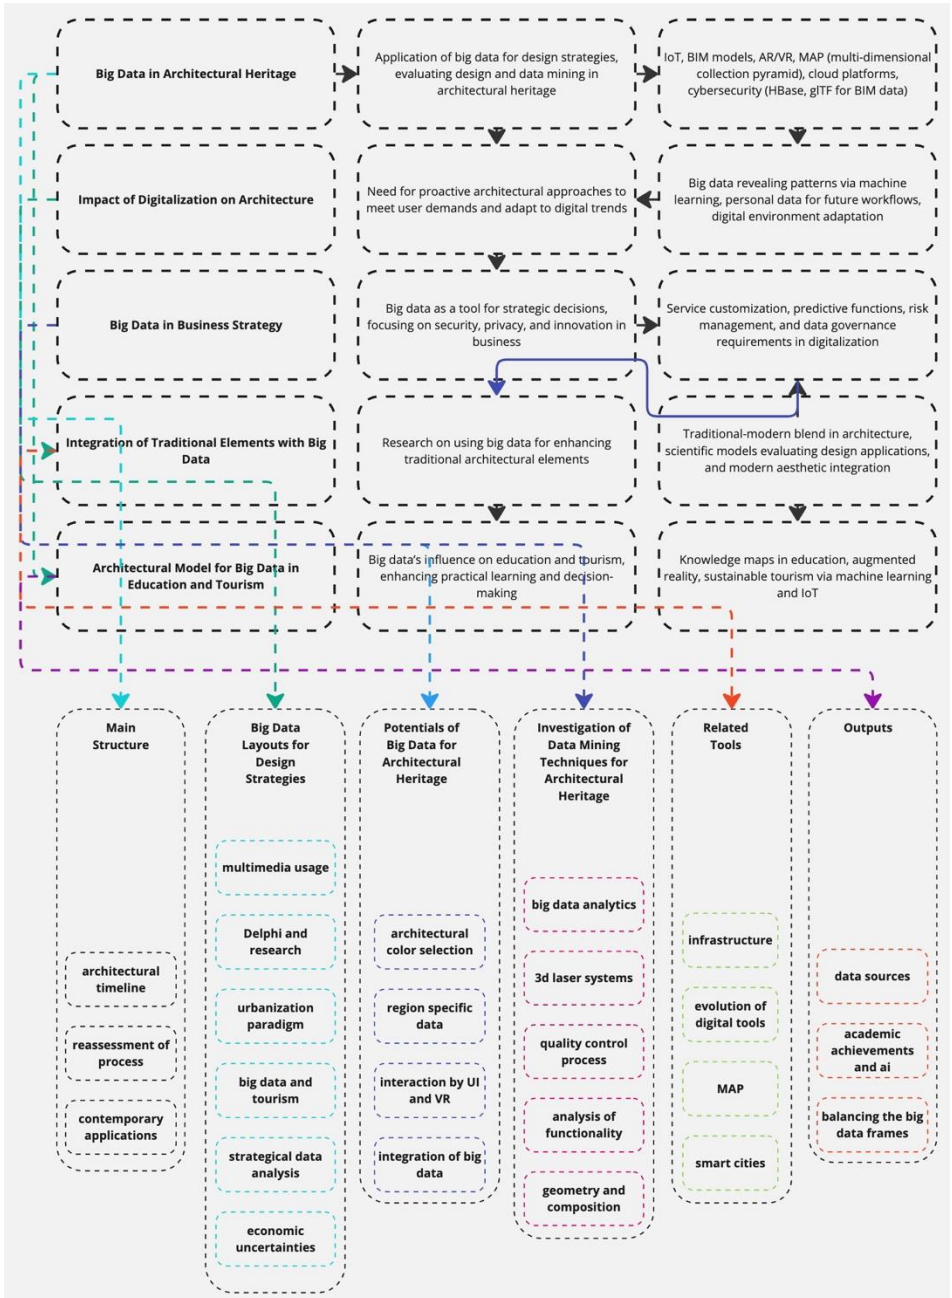 Big Data in Architectural Heritage
Application of big data for design strategies,
evaluating design and data mining in
architectural heritage
IoT, BIM models, AR/VR, MAP (multi-dimensional
collection pyramid), cloud platforms,
cybersecurity (HBase, glTF for BIM data)
Impact of Digitalization on Architecture
Need for proactive architectural approaches to
meet user demands and adapt to digital trends
Big data revealing patterns via machine
learning, personal data for future workflows,
digital environment adaptation
Big Data in Business Strategy
Big data as a tool for strategic decisions,
focusing on security, privacy, and innovation in
business
Service customization, predictive functions, risk
management, and data governance
requirements in digitalization
Integration of Traditional Elements with Big
Data
Research on using big data for enhancing
traditional architectural elements
Traditional-modern blend in architecture,
scientific models evaluating design applications,
and modern aesthetic integration
Architectural Model for Big Data in
Education and Tourism
Big data's influence on education and tourism,
enhancing practical learning and decision-
making
Knowledge maps in education, augmented
reality, sustainable tourism via machine learning
and IoT
Main
Structure
architectural
timeline
reassessment of
process
contemporary
applications
Big Data
Layouts for
Design
Strategies
multimedia usage
Delphi and
research
urbanization
paradigm
big data and
tourism
strategical data
analysis
economic
uncertainties
Potentials of
Big Data for
Architectural
Heritage
architectural
color selection
region specific
data
interaction by UI
and VR
integration of big
data
Investigation of
Data Mining
Techniques for
Architectural
Heritage
big data analytics
3d laser systems
quality control
process
analysis of
functionality
geometry and
composition
Related
Tools
infrastructure
evolution of
digital tools
MAP
smart cities
Outputs
data sources
academic
achievements
and ai
balancing the big
data frames